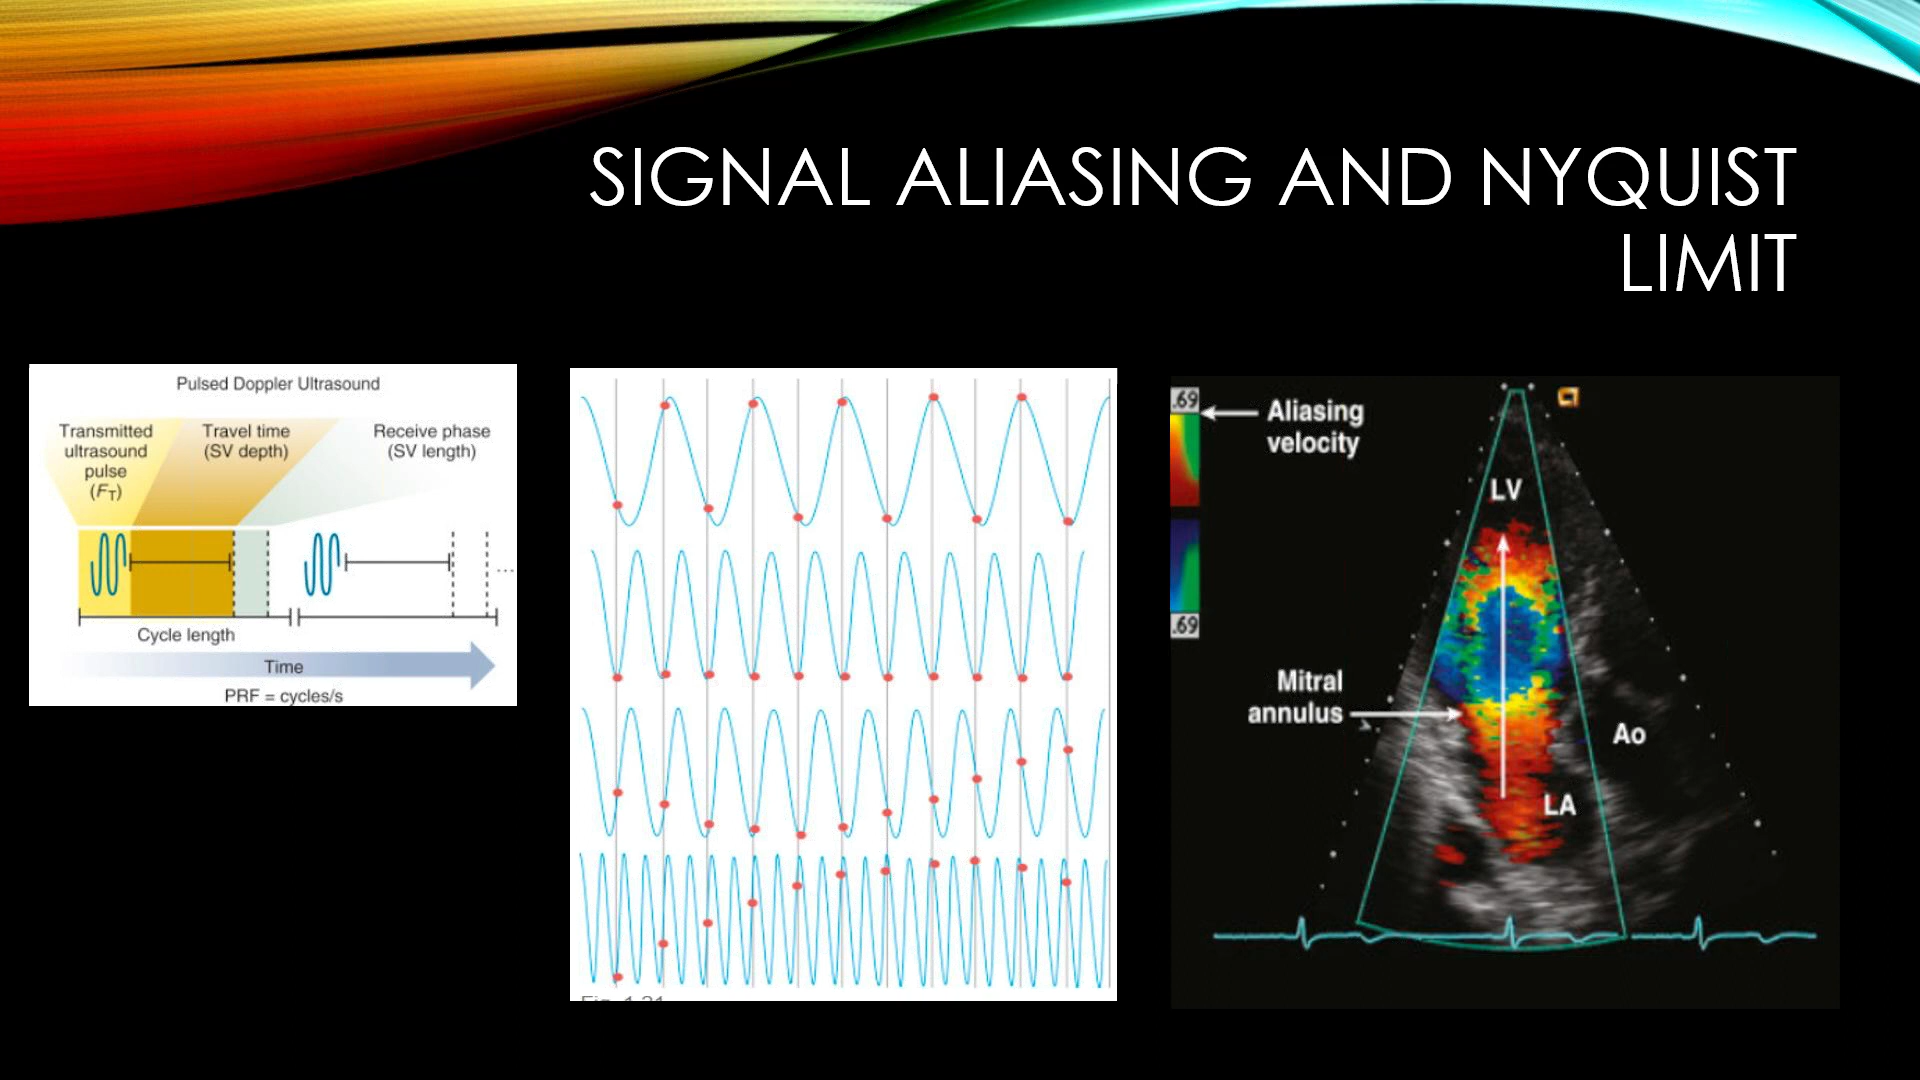 SIGNAL ALIASING AND NYQUIST
LIMIT
Pulsed Doppler Ultrasound
Transmitted
ultrasound
pulse
(FT)
Travel time
(SV depth)
Receive phase
(SV length)
...
Cycle length
Time
PRF = cycles/s
.69
Aliasing
velocity
LV
.69
Mitral
annulus
Ao
LA